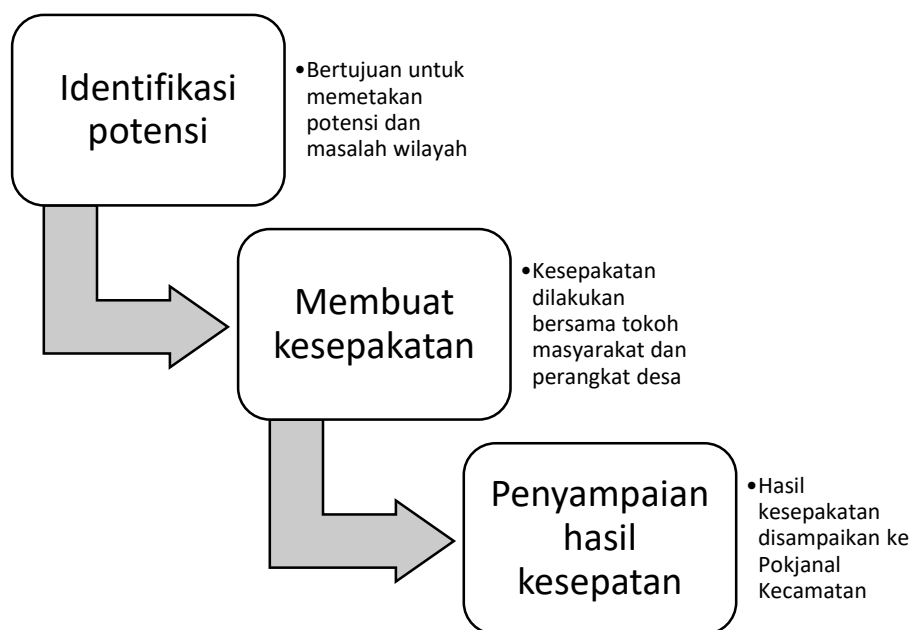 Identifikasi
potensi
•Bertujuan untuk
memetakan
potensi dan
masalah wilayah
Membuat
kesepakatan
•Kesepakatan
dilakukan
bersama tokoh
masyarakat dan
perangkat desa
Penyampaian
hasil
kesepatan
•Hasil
kesepakatan
disampaikan ke
Pokjanal
Kecamatan